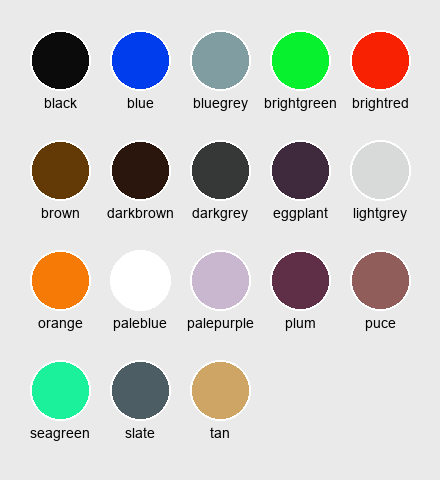 black blue bluegrey brightgreen brightred
brown darkbrown darkgrey eggplant lightgrey
orange paleblue palepurple plum puce
seagreen slate tan